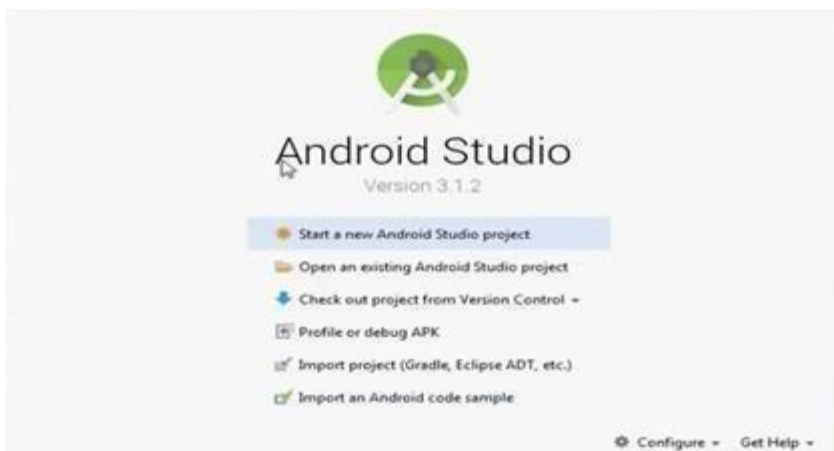 Android Studio
Version 3.1.2
Start a new Android Studio project
Open an existing Android Studio project
Check out project from Version Control
Profile or debug APK
Import project (Gradle, Eclipse ADT, etc.)
Import an Android code sample
Configure Get Help